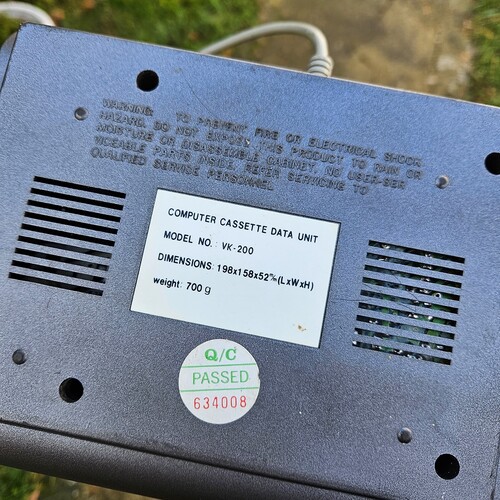 WARNING: TO PREVENT FIRE OR ELECTRICAL SHOCK
HAZARD, DO NOT EXPOSE THIS PRODUCT TO RAIN OR
MOISTURE OR DISASSEMBLE CABINET, NO USER-SER
VICEABLE PARTS INSIDE, REFER SERVICING TO
QUALIFIED SERVICE PERSONNEL
COMPUTER CASSETTE DATA UNIT
MODEL NO.: VK-200
DIMENSIONS: 198x158x52㎜(LxWxH)
weight: 700 g
Q/C
PASSED
634008